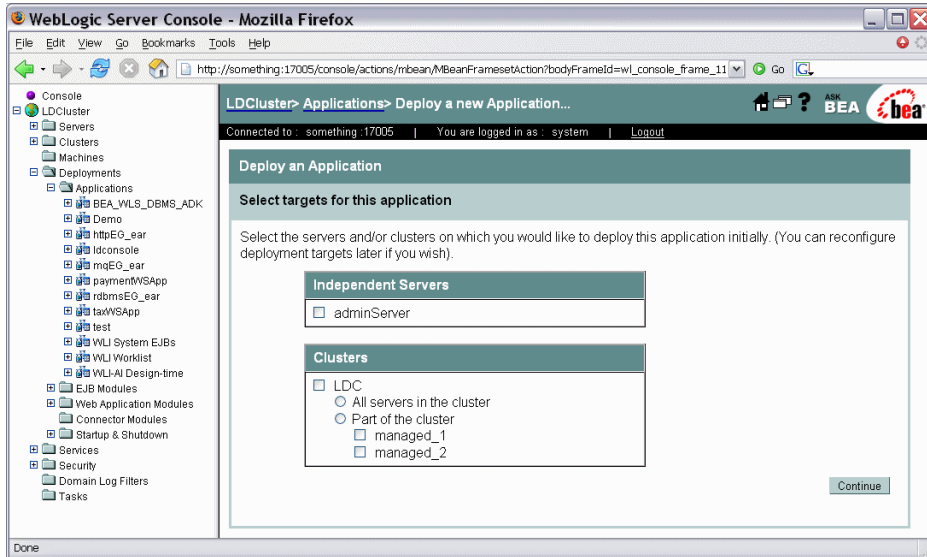 WebLogic Server Console - Mozilla Firefox
File Edit View Go Bookmarks Tools Help
http://something:17005/console/actions/mbean/MBeanFramesetAction?bodyFrameId=wl_console_frame_11
Go
Console
LDCluster
Servers
Clusters
Machines
Deployments
Applications
BEA_WLS_DBMS_ADK
Demo
httpEG_ear
ldconsole
mqEG_ear
paymentWSApp
rdbmsEG_ear
taxWSApp
test
WLI System EJBs
WLI Worklist
WLI-AI Design-time
EJB Modules
Web Application Modules
Connector Modules
Startup & Shutdown
Services
Security
Domain Log Filters
Tasks
LDCluster> Applications> Deploy a new Application...
? ASK BEA bea
Connected to : something :17005 | You are logged in as : system | Logout
Deploy an Application
Select targets for this application
Select the servers and/or clusters on which you would like to deploy this application initially. (You can reconfigure
deployment targets later if you wish).
Independent Servers
adminServer
Clusters
LDC
All servers in the cluster
Part of the cluster
managed_1
managed_2
Continue
Done